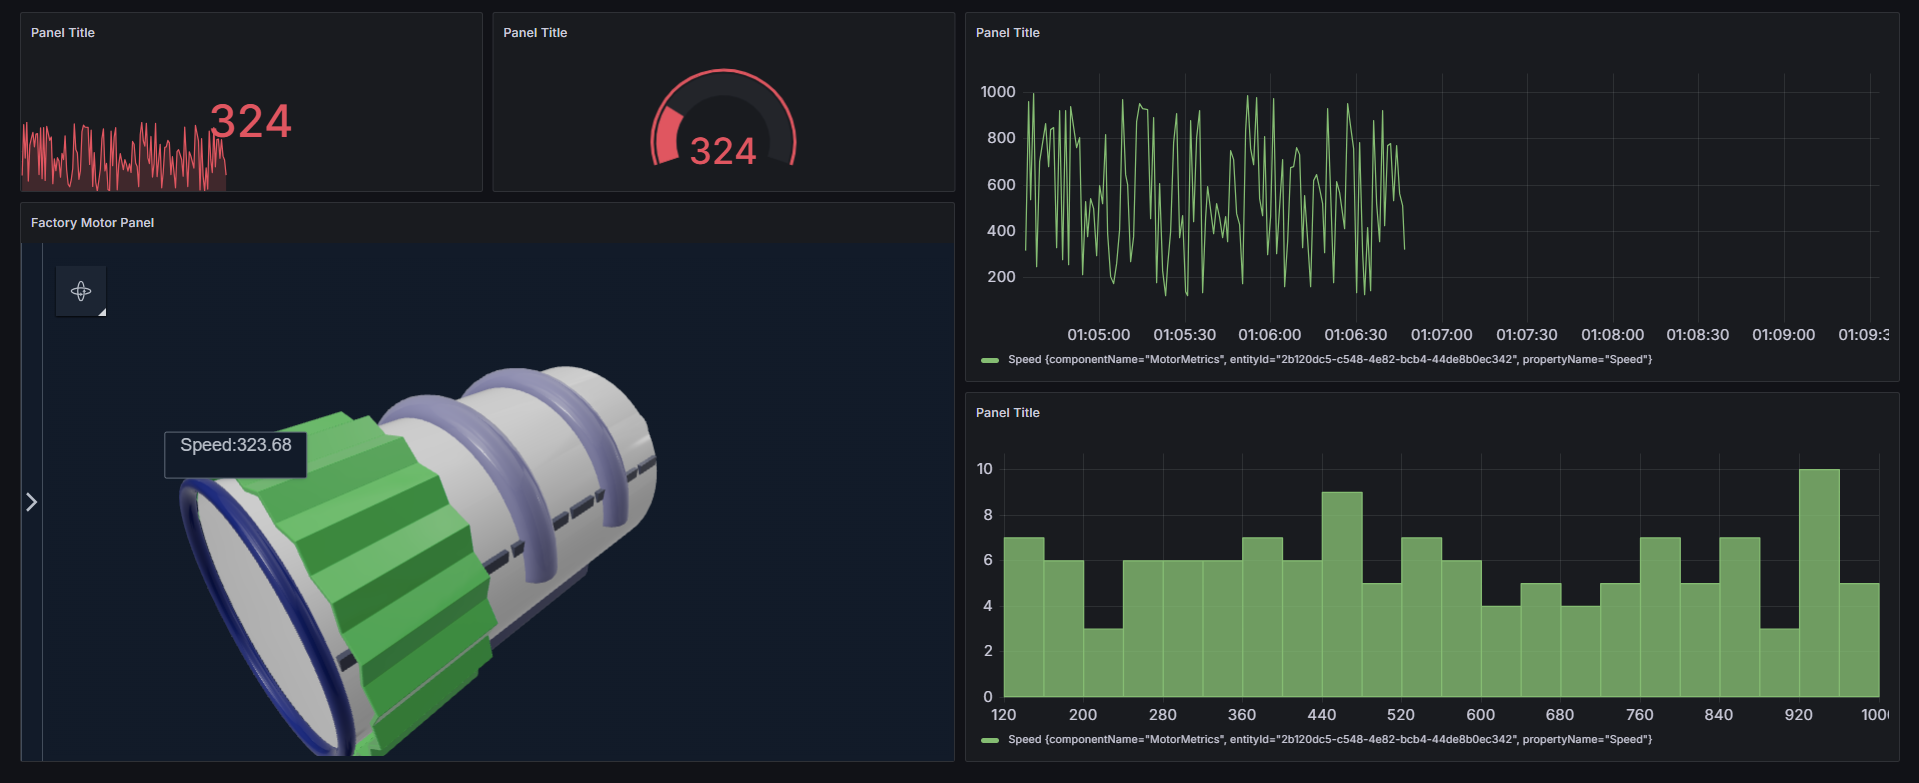 Panel Title
324
Panel Title
324
Factory Motor Panel
Speed:323.68
Panel Title
1000
800
600
400
200
01:05:00 01:05:30 01:06:00 01:06:30 01:07:00 01:07:30 01:08:00 01:08:30 01:09:00 01:09:3
Speed {componentName="MotorMetrics", entityId="2b120dc5-c548-4e82-bcb4-44de8b0ec342", propertyName="Speed"}
Panel Title
10
8
6
4
2
0
120 200 280 360 440 520 600 680 760 840 920 100
Speed {componentName="MotorMetrics", entityId="2b120dc5-c548-4e82-bcb4-44de8b0ec342", propertyName="Speed"}